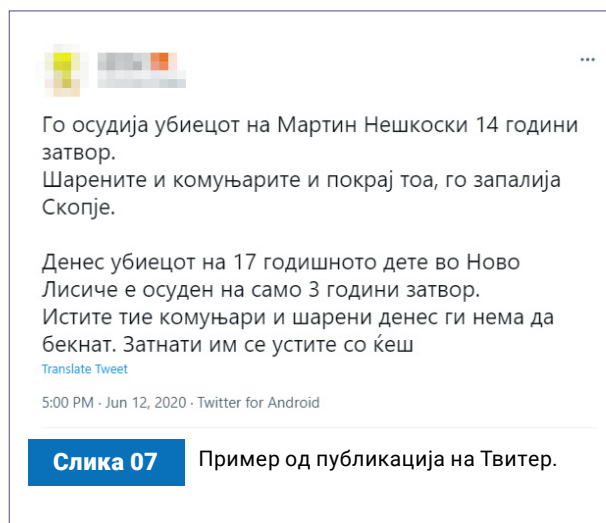 Го осудија убиецот на Мартин Нешкоски 14 години
затвор.
Шарените и комуњарите и покрај тоа, го запалија
Скопје.
Денес убиецот на 17 годишното дете во Ново
Лисиче е осуден на само 3 години затвор.
Истите тие комуњари и шарени денес ги нема да
бекнат. Затнати им се устите со ќеш
Translate Tweet
5:00 PM · Jun 12, 2020 · Twitter for Android
Слика 07 Пример од публикација на Твитер.